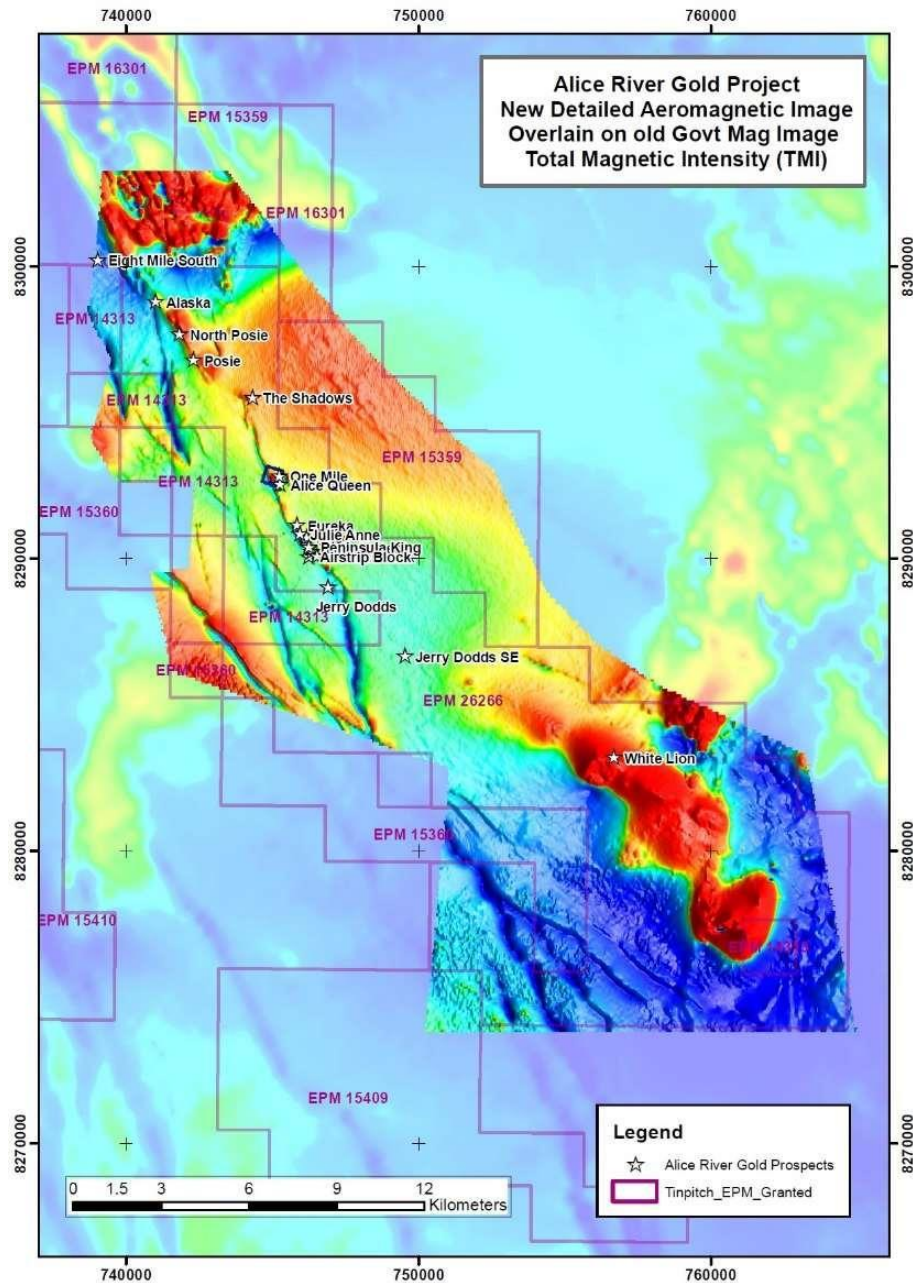 740000
750000
760000
EPM 16301
EPM 15359
Alice River Gold Project
New Detailed Aeromagnetic Image
Overlain on old Govt Mag Image
Total Magnetic Intensity (TMI)
EPM 16301
8300000
8300000
Eight Mile South
Alaska
EPM 14313
North Posie
Posie
The Shadows
EPM 14313
EPM 15359
One Mile
Alice Queen
EPM 14313
EPM 15360
Eureka
Julie Anne
Peninsula King
Airstrip Block
8290000
8290000
Jerry Dodds
EPM 14313
Jerry Dodds SE
EPM 15360
EPM 26266
White Lion
EPM 1536
8280000
8280000
EPM 15410
EPM 15409
8270000
8270000
Legend
Alice River Gold Prospects
Tinpitch_EPM_Granted
0 1.5 3 6 9 12
Kilometers
740000
750000
760000